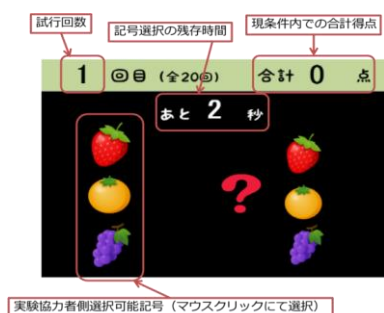 試行回数
記号選択の残存時間
現条件内での合計得点
1 回目 (全20回) 合計 0 点
あと 2 秒
?
実験協力者側選択可能記号（マウスクリックにて選択）